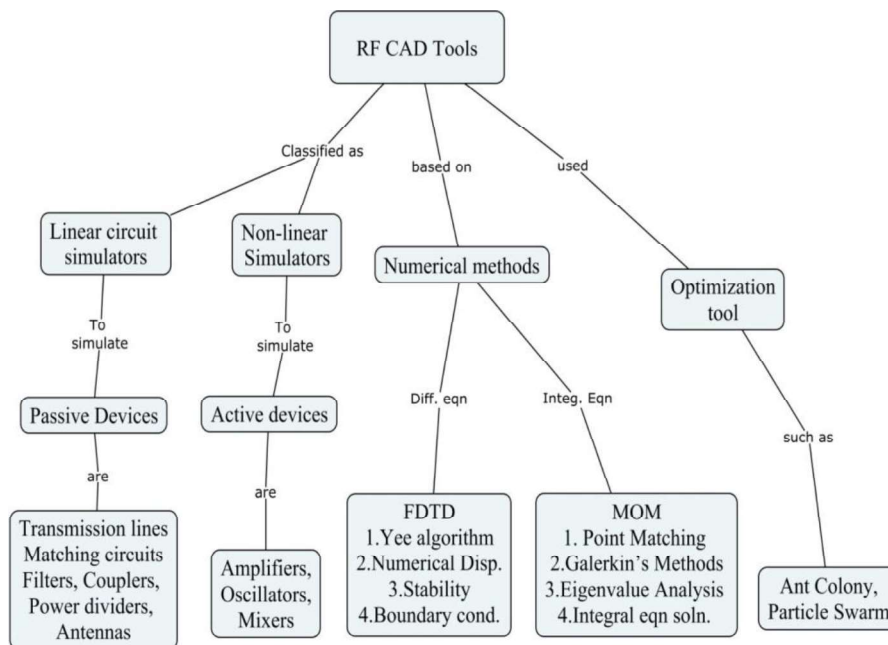 RF CAD Tools
Classified as
based on
used
Linear circuit
simulators
Non-linear
Simulators
Numerical methods
Optimization
tool
To
simulate
To
simulate
Diff. eqn
Integ. Eqn
Passive Devices
Active devices
such as
are
are
Transmission lines
Matching circuits
Filters, Couplers,
Power dividers,
Antennas
Amplifiers,
Oscillators,
Mixers
FDTD
1.Yee algorithm
2.Numerical Disp.
3.Stability
4.Boundary cond.
MOM
1. Point Matching
2.Galerkin's Methods
3.Eigenvalue Analysis
4.Integral eqn soln.
Ant Colony,
Particle Swarm